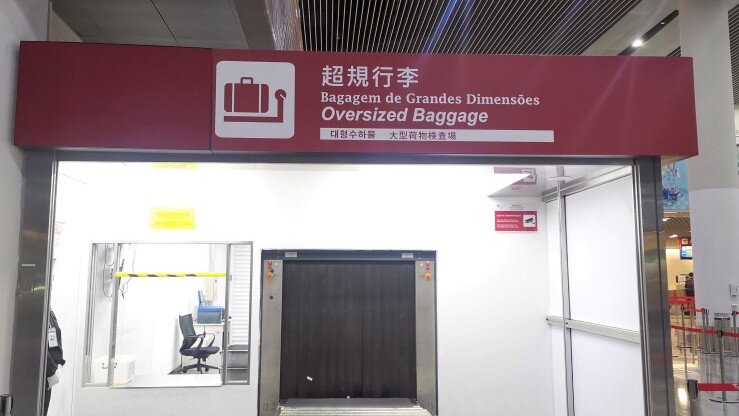 超規行李
Bagagem de Grandes Dimensões
Oversized Baggage
대형수하물 大型荷物検査場